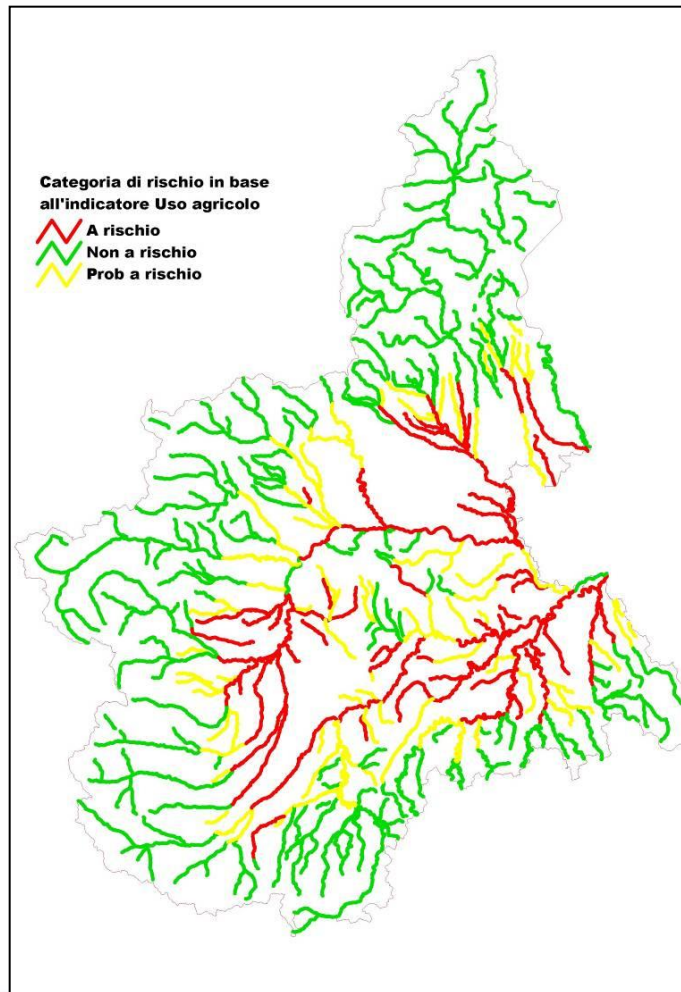 Categoria di rischio in base
all'indicatore Uso agricolo
A rischio
Non a rischio
Prob a rischio